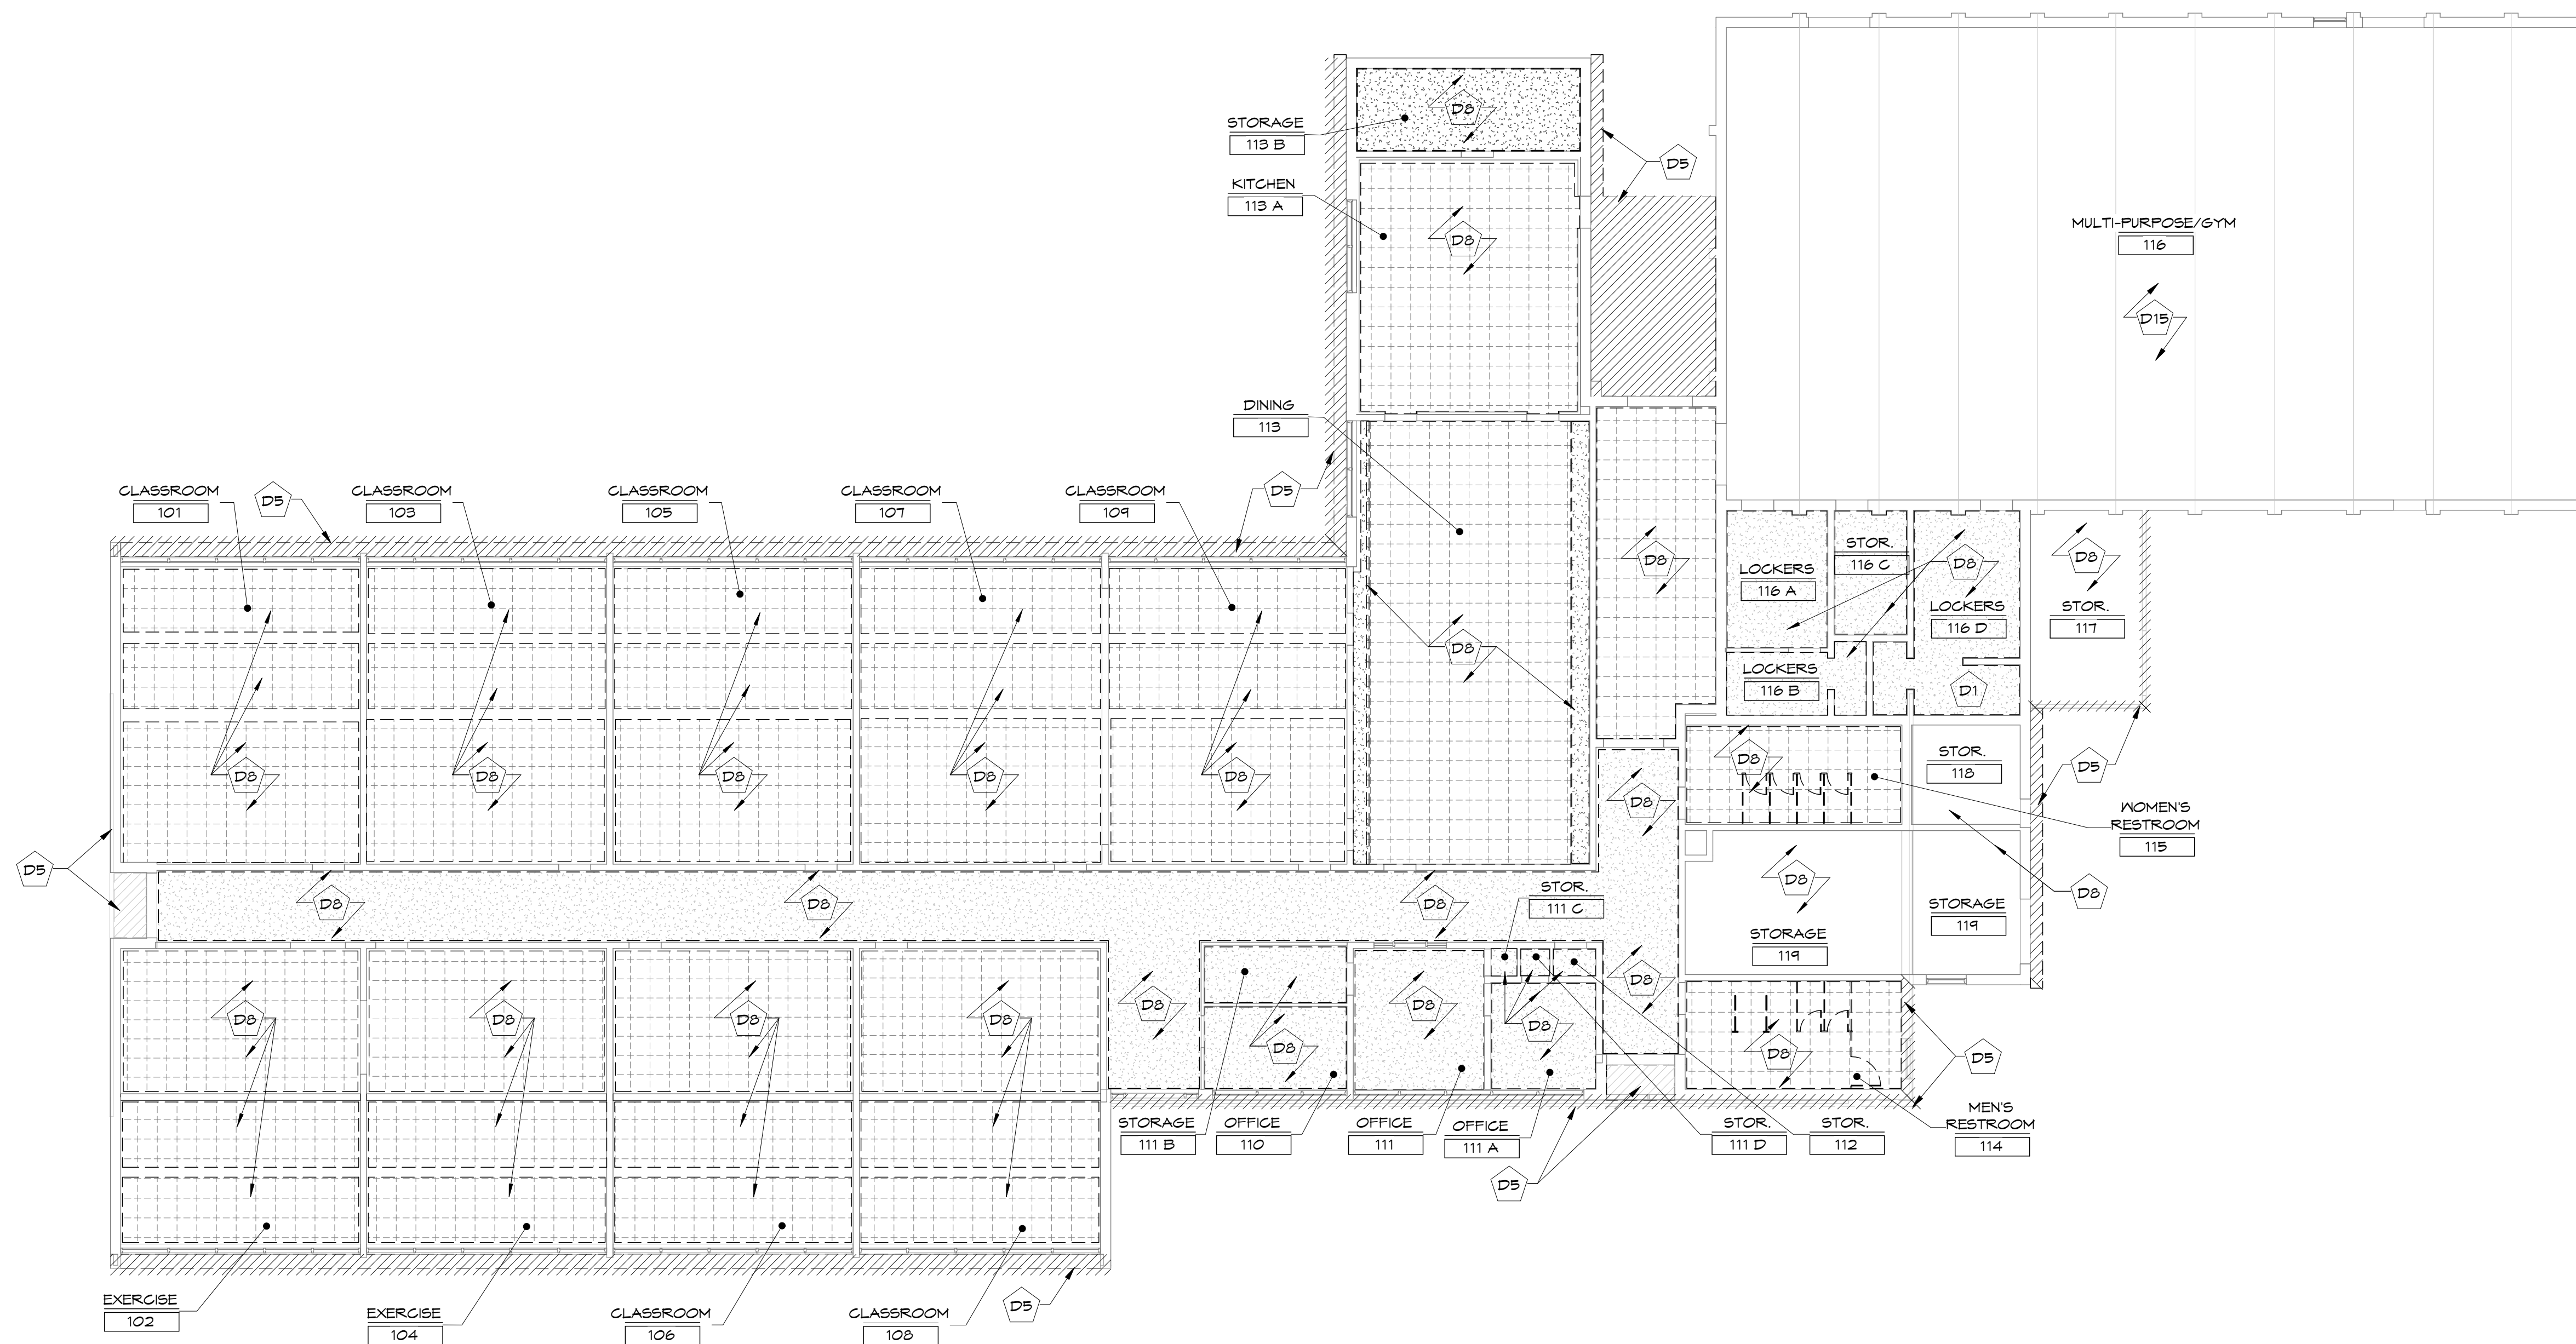 STORAGE
113 B
D8
D5
KITCHEN
113 A
D8
MULTI-PURPOSE/GYM
116
D15
DINING
113
CLASSROOM
101
D5
CLASSROOM
103
CLASSROOM
105
CLASSROOM
107
CLASSROOM
109
D5
D8
D8
LOCKERS
116 A
STOR.
116 C
D8
LOCKERS
116 D
D8
STOR.
117
LOCKERS
116 B
D1
D8
D8
D8
D8
D8
D8
D8
STOR.
118
D5
WOMEN'S
RESTROOM
115
D5
D8
D8
D8
STOR.
111 C
D8
STORAGE
119
STORAGE
119
D8
D8
D8
D8
D8
D8
D8
D8
D8
D8
D8
D5
STORAGE
111 B
OFFICE
110
OFFICE
111
OFFICE
111 A
STOR.
111 D
STOR.
112
MEN'S
RESTROOM
114
D5
EXERCISE
102
EXERCISE
104
CLASSROOM
106
CLASSROOM
108
D5